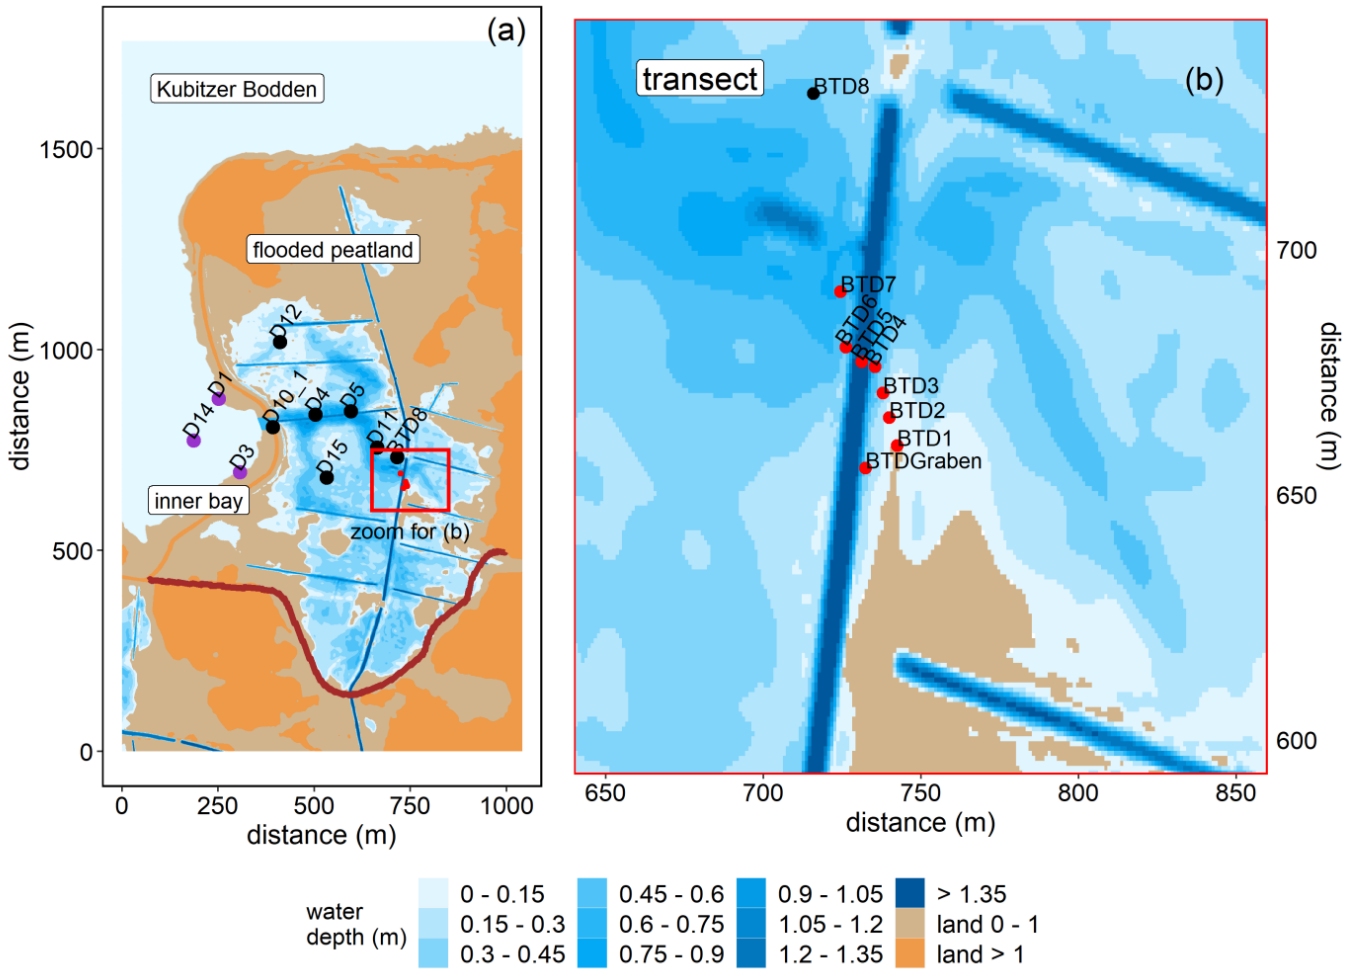 (a)
Kubitzer Bodden
flooded peatland
D12
D1
D14
D10_1
D4
D5
D11
BTD8
D3
D15
inner bay
zoom for (b)
1500
1000
500
0
distance (m)
0
250
500
750
1000
distance (m)
transect
(b)
BTD8
BTD7
BTD6
BTD5
BTD4
BTD3
BTD2
BTD1
BTDGraben
700
650
600
distance (m)
650
700
750
800
850
distance (m)
water
depth (m)
0 - 0.15
0.15 - 0.3
0.3 - 0.45
0.45 - 0.6
0.6 - 0.75
0.75 - 0.9
0.9 - 1.05
1.05 - 1.2
1.2 - 1.35
> 1.35
land 0 - 1
land > 1